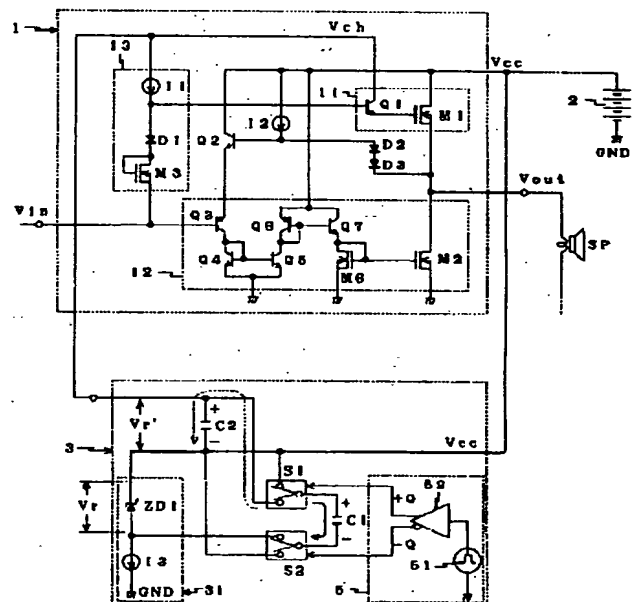 1
Vch
13
I1
11
Vcc
Q1
M1
2
GND
Q2
I2
D2
D3
ZD1
M3
Vout
Vin
Q3
Q6
Q7
SP
Q4
Q5
M6
M2
12
+
Vr'
C2
-
Vcc
3
S1
Vr
ZD1
+
C1
-
+Q
52
-Q
I3
S2
51
GND
31
5